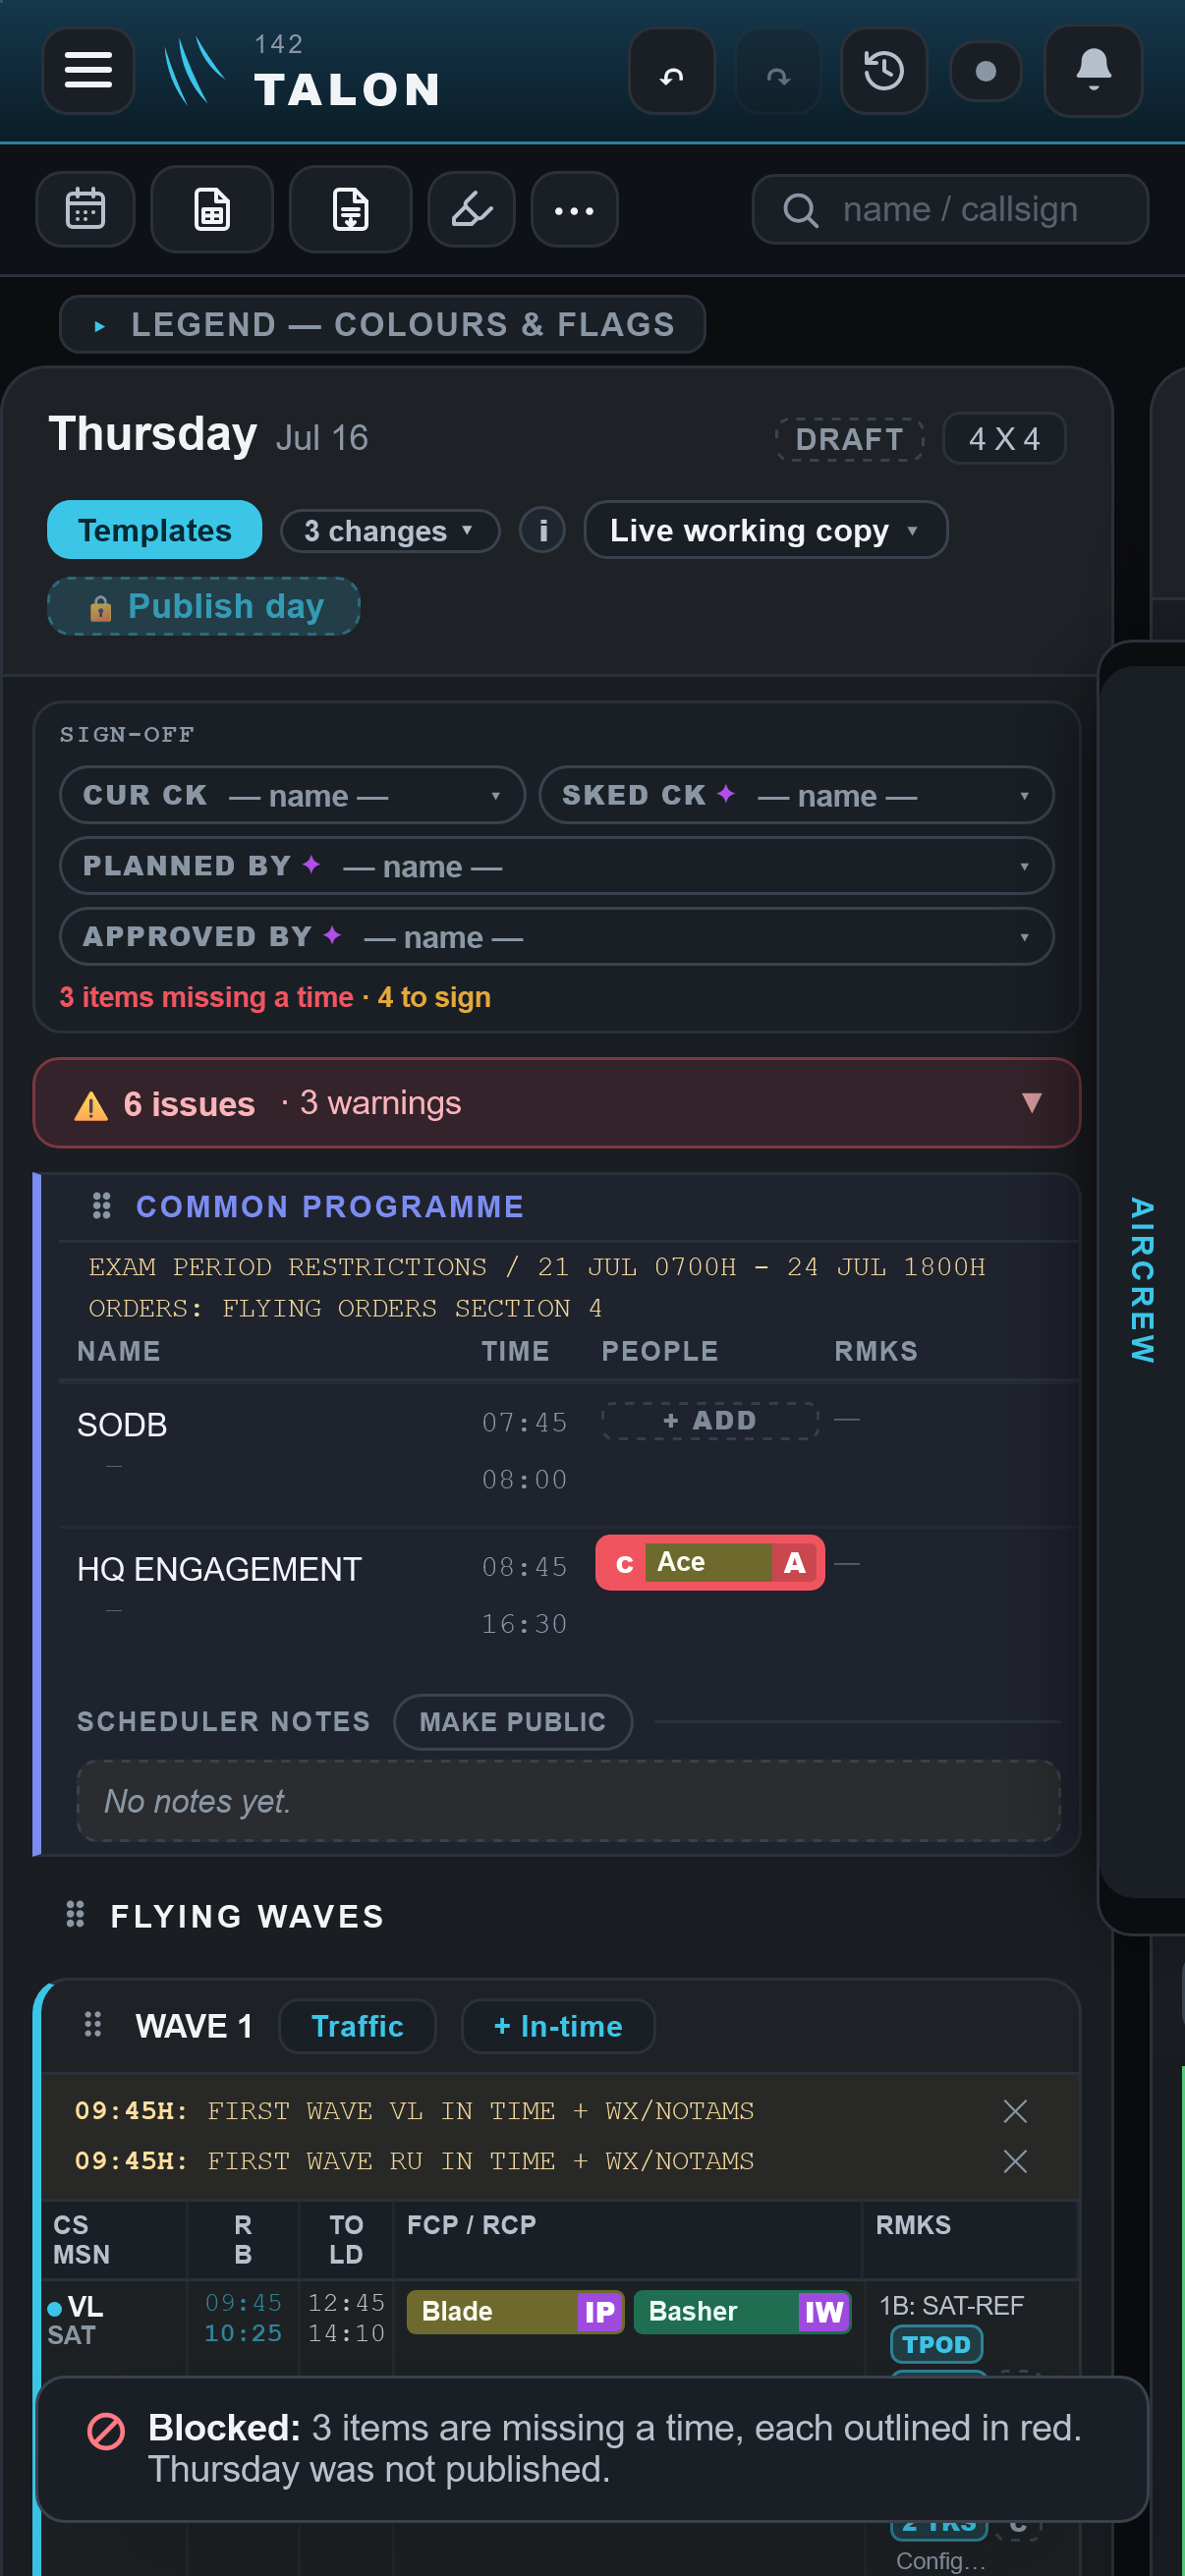 142
TALON
name / callsign
LEGEND — COLOURS & FLAGS
Thursday Jul 16 DRAFT 4 X 4
Templates 3 changes i Live working copy
Publish day
SIGN-OFF
CUR CK — name — SKED CK — name —
PLANNED BY — name —
APPROVED BY — name —
3 items missing a time · 4 to sign
6 issues · 3 warnings
AIRCREW
COMMON PROGRAMME
EXAM PERIOD RESTRICTIONS / 21 JUL 0700H - 24 JUL 1800H
ORDERS: FLYING ORDERS SECTION 4
NAME TIME PEOPLE RMKS
SODB 07:45 + ADD —
— 08:00
HQ ENGAGEMENT 08:45 C Ace A —
— 16:30
SCHEDULER NOTES MAKE PUBLIC
No notes yet.
FLYING WAVES
WAVE 1 Traffic + In-time
09:45H: FIRST WAVE VL IN TIME + WX/NOTAMS
09:45H: FIRST WAVE RU IN TIME + WX/NOTAMS
CS R TO FCP / RCP RMKS
MSN B LD
VL 09:45 12:45 Blade IP Basher IW 1B: SAT-REF
SAT 10:25 14:10
TPOD
Blocked: 3 items are missing a time, each outlined in red.
Thursday was not published.
2 TKS C
Config…